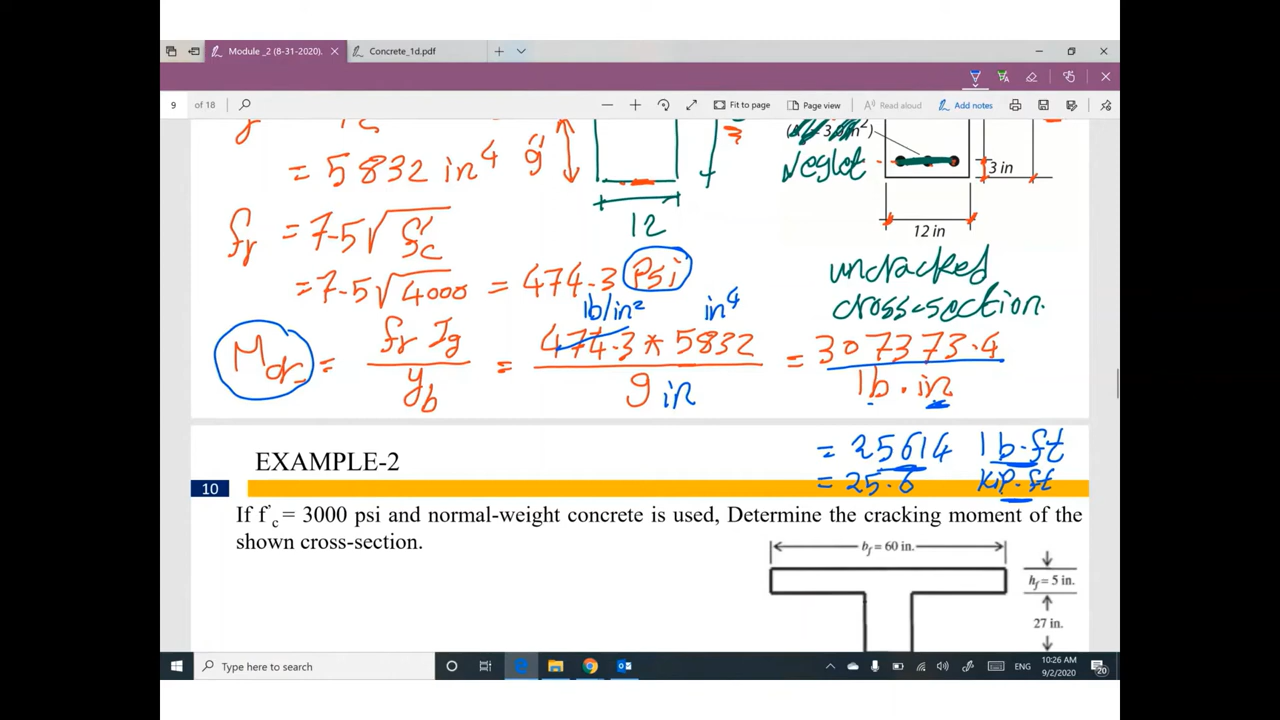 Module _2 (8-31-2020).
Concrete_1d.pdf
9 of 18
Fit to page
Page view
Read aloud
Add notes
= 5832 in⁴
9"
12
Neglet
3 in
12 in
fr = 7.5√f'c
= 7.5√4000 = 474.3 psi
lb/in²
in⁴
uncracked
cross-section.
Mcr = fr Ig / yb = 474.3 * 5832 / 9 in = 307373.4 lb.in
= 25614 lb.ft
= 25.6 kip.ft
EXAMPLE-2
10
If f'c = 3000 psi and normal-weight concrete is used, Determine the cracking moment of the
shown cross-section.
bf = 60 in.
hf = 5 in.
27 in.
Type here to search
ENG
10:26 AM
9/2/2020
20